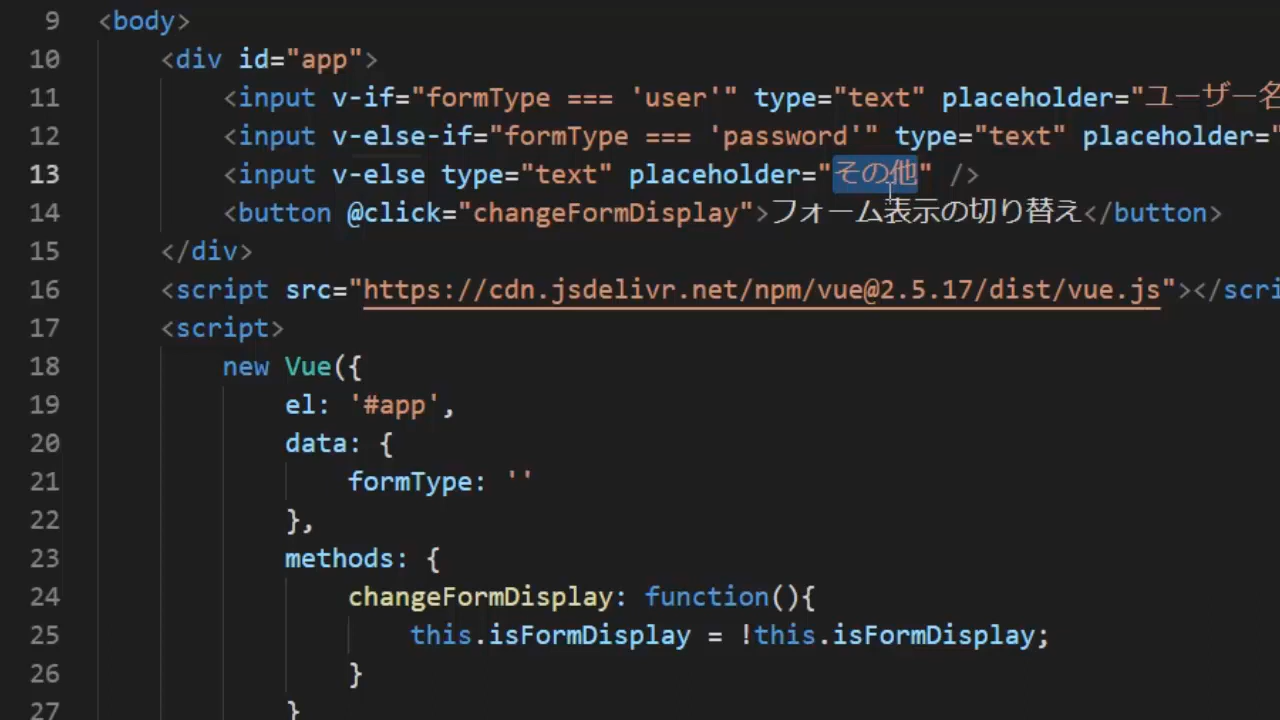 9 <body>
10 <div id="app">
11 <input v-if="formType === 'user'" type="text" placeholder="ユーザー名
12 <input v-else-if="formType === 'password'" type="text" placeholder="
13 <input v-else type="text" placeholder="その他" />
14 <button @click="changeFormDisplay">フォーム表示の切り替え</button>
15 </div>
16 <script src="https://cdn.jsdelivr.net/npm/vue@2.5.17/dist/vue.js"></scri
17 <script>
18 new Vue({
19 el: '#app',
20 data: {
21 formType: ''
22 },
23 methods: {
24 changeFormDisplay: function(){
25 this.isFormDisplay = !this.isFormDisplay;
26 }
27 }